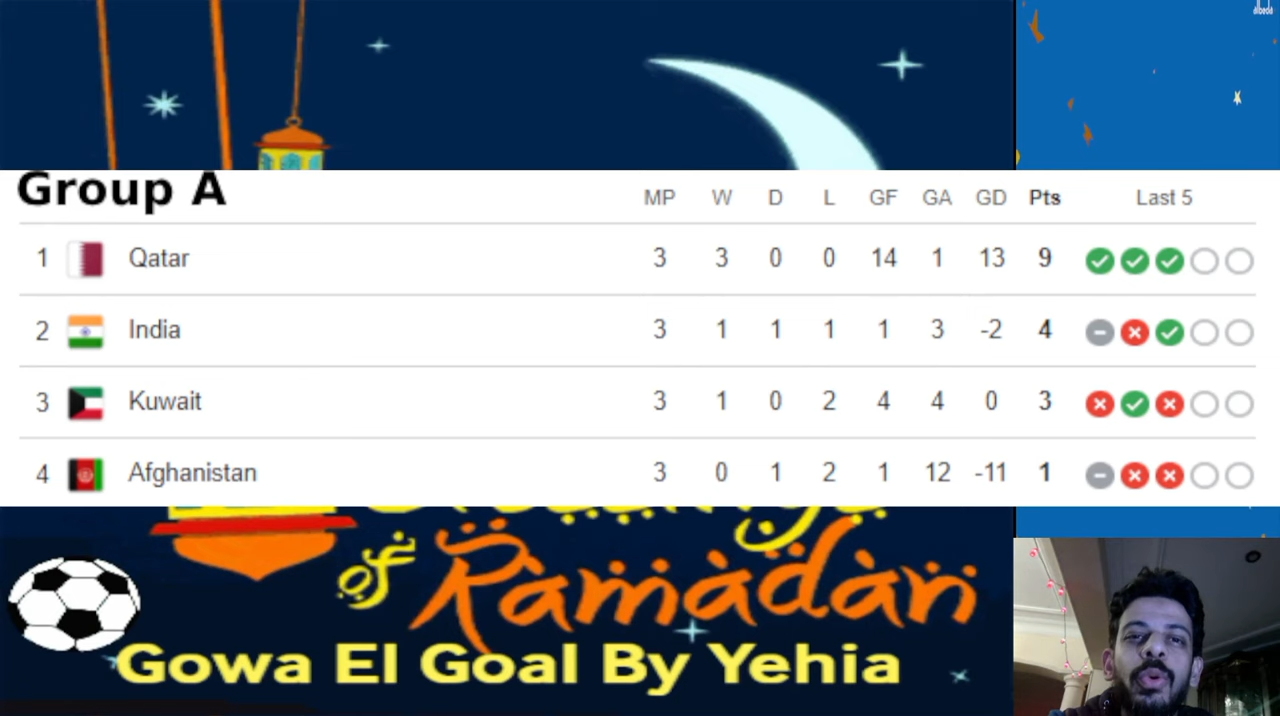 albeda
Group A MP W D L GF GA GD Pts Last 5
1 Qatar 3 3 0 0 14 1 13 9
2 India 3 1 1 1 1 3 -2 4
3 Kuwait 3 1 0 2 4 4 0 3
4 Afghanistan 3 0 1 2 1 12 -11 1
of Ramadan
Gowa El Goal By Yehia